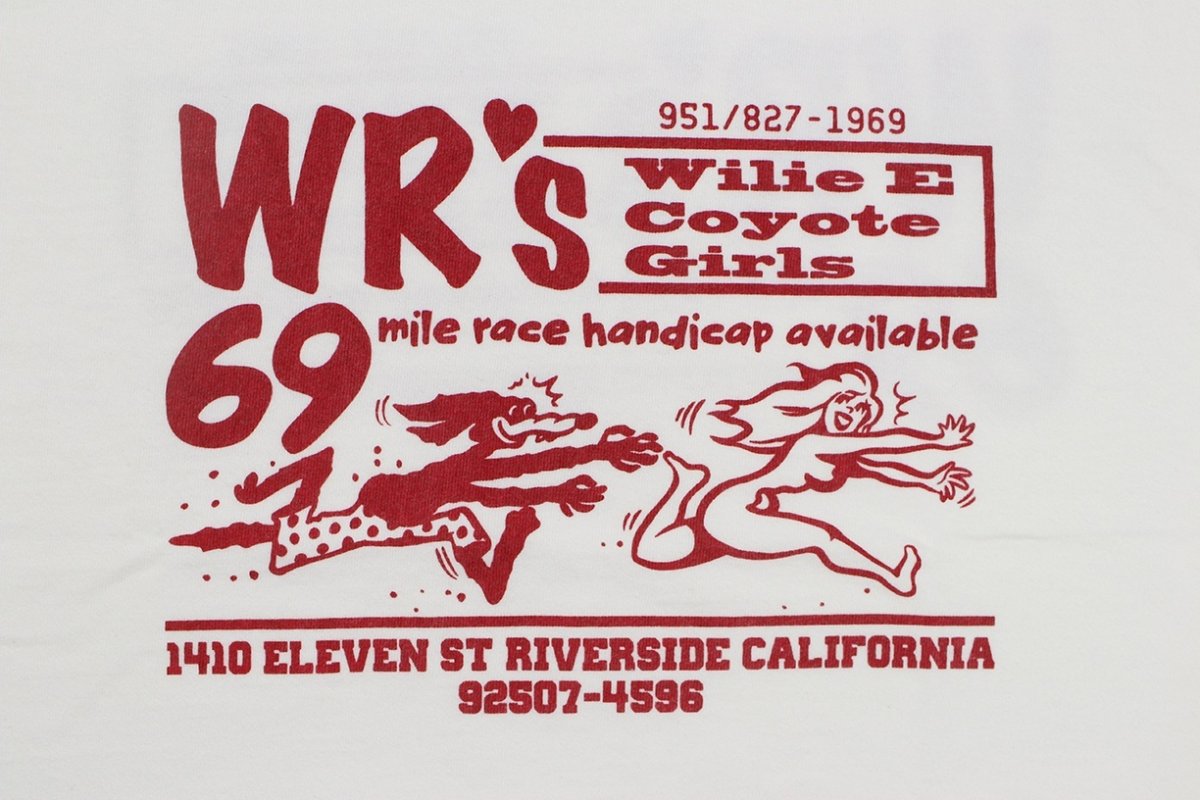 WR's
951/827-1969
Wilie E
Coyote
Girls
69 mile race handicap available
1410 ELEVEN ST RIVERSIDE CALIFORNIA
92507-4596